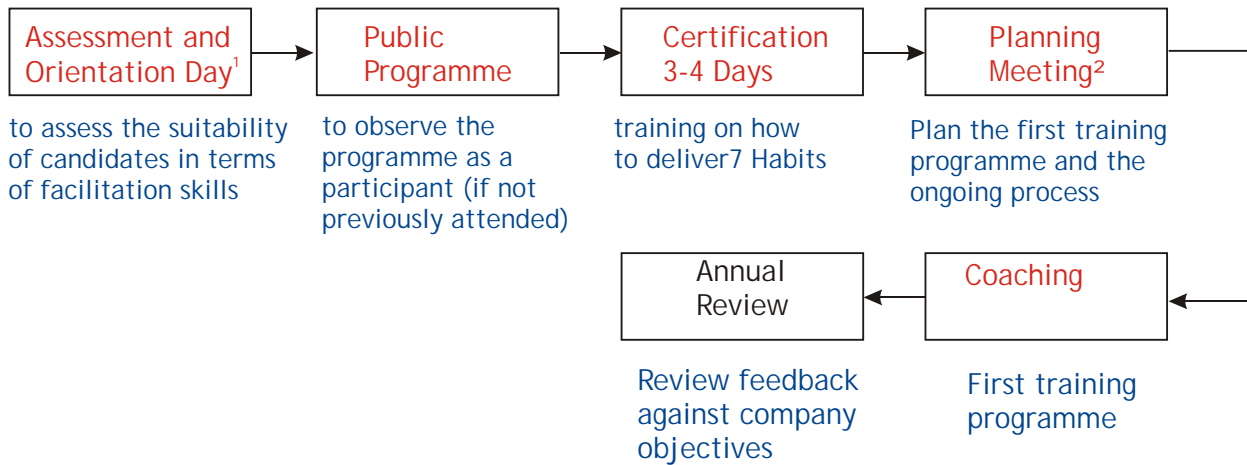 Assessment and
Orientation Day¹
to assess the suitability
of candidates in terms
of facilitation skills
Public
Programme
to observe the
programme as a
participant (if not
previously attended)
Certification
3-4 Days
training on how
to deliver7 Habits
Planning
Meeting²
Plan the first training
programme and the
ongoing process
Coaching
First training
programme
Annual
Review
Review feedback
against company
objectives